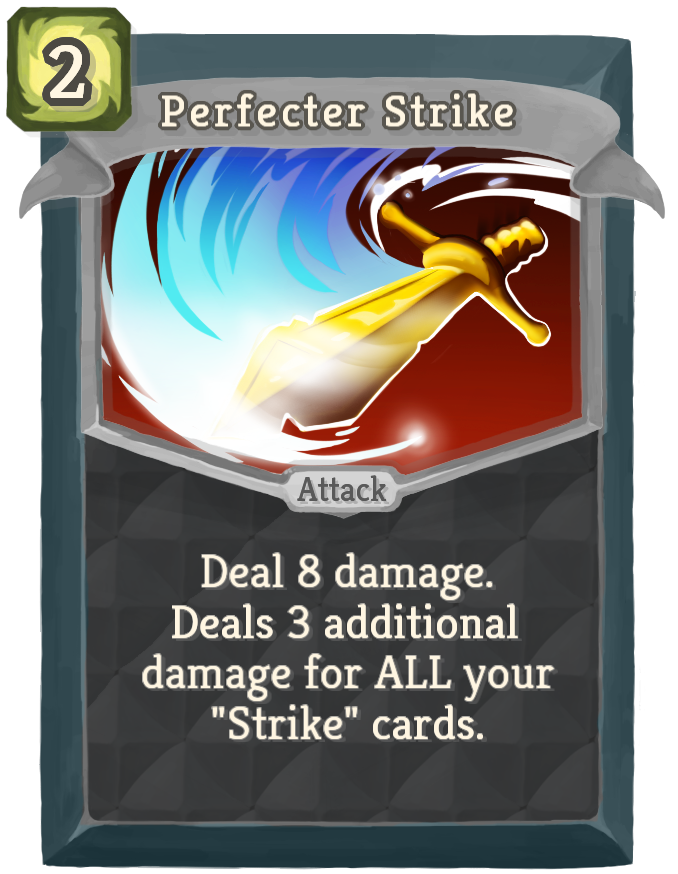 2
Perfecter Strike
Attack
Deal 8 damage.
Deals 3 additional
damage for ALL your
"Strike" cards.